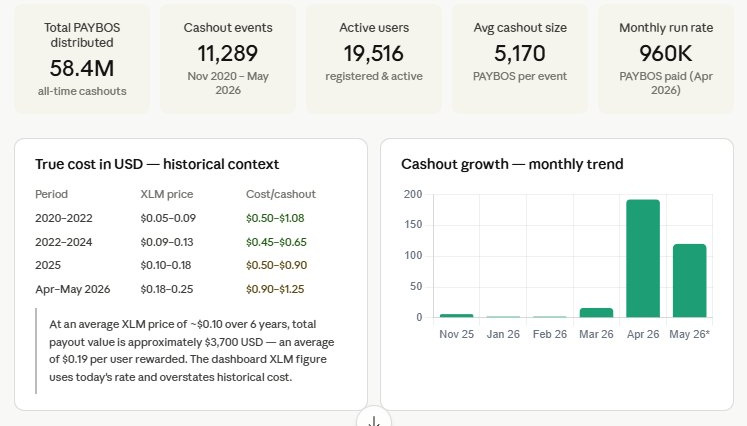 Total PAYBOS
distributed
58.4M
all-time cashouts
Cashout events
11,289
Nov 2020 – May
2026
Active users
19,516
registered & active
Avg cashout size
5,170
PAYBOS per event
Monthly run rate
960K
PAYBOS paid (Apr
2026)
True cost in USD — historical context
Period XLM price Cost/cashout
2020–2022 $0.05–0.09 $0.50–$1.08
2022–2024 $0.09–0.13 $0.45–$0.65
2025 $0.10–0.18 $0.50–$0.90
Apr–May 2026 $0.18–0.25 $0.90–$1.25
At an average XLM price of ~$0.10 over 6 years, total
payout value is approximately $3,700 USD — an average
of $0.19 per user rewarded. The dashboard XLM figure
uses today's rate and overstates historical cost.
Cashout growth — monthly trend
200
150
100
50
0
Nov 25 Jan 26 Feb 26 Mar 26 Apr 26 May 26*